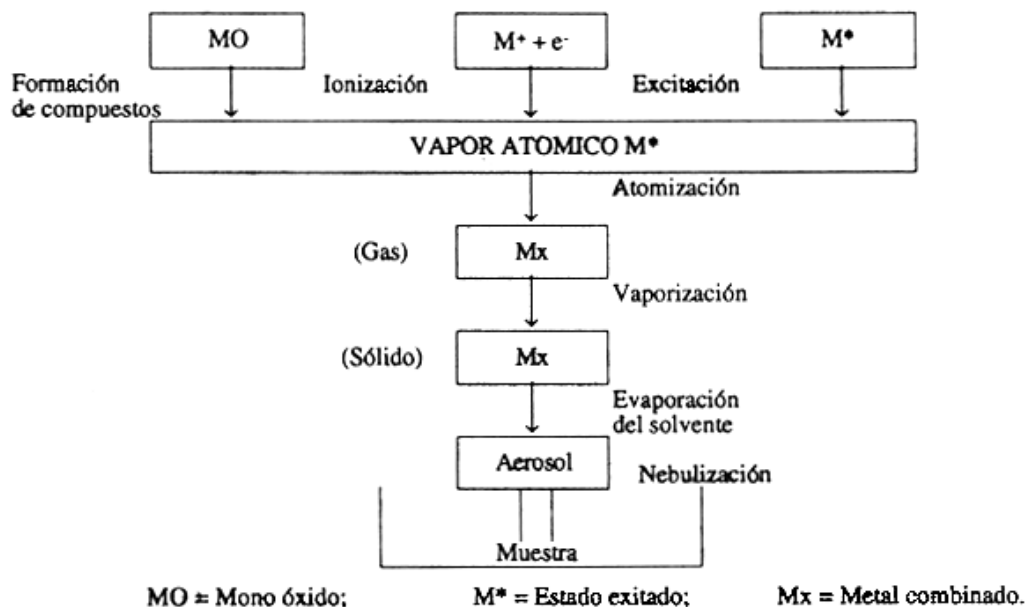 MO
M⁺ + e⁻
M*
Formación
de compuestos
Ionización
Excitación
VAPOR ATOMICO M*
Atomización
(Gas)
Mx
Vaporización
(Sólido)
Mx
Evaporación
del solvente
Aerosol
Nebulización
Muestra
MO = Mono óxido; M* = Estado exitado; Mx = Metal combinado.